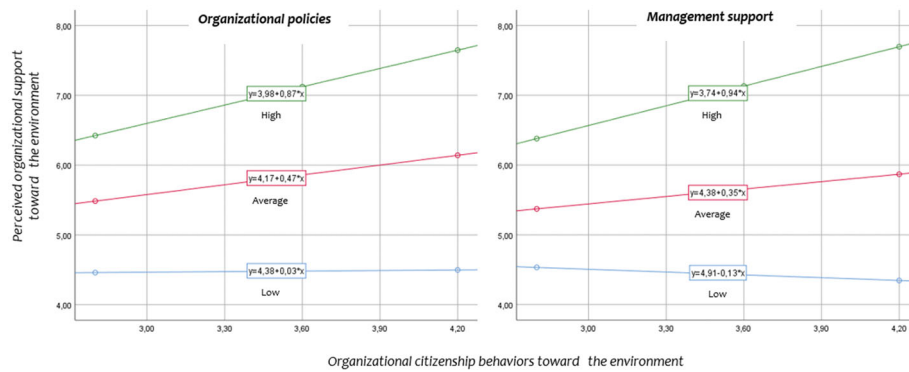 Organizational policies
Management support
Perceived organizational support
toward the environment
8,00
7,00
6,00
5,00
4,00
y=3,98+0,87*x
High
y=4,17+0,47*x
Average
y=4,38+0,03*x
Low
3,00
3,30
3,60
3,90
4,20
8,00
7,00
6,00
5,00
4,00
y=3,74+0,94*x
High
y=4,38+0,35*x
Average
y=4,91-0,13*x
Low
3,00
3,30
3,60
3,90
4,20
Organizational citizenship behaviors toward the environment